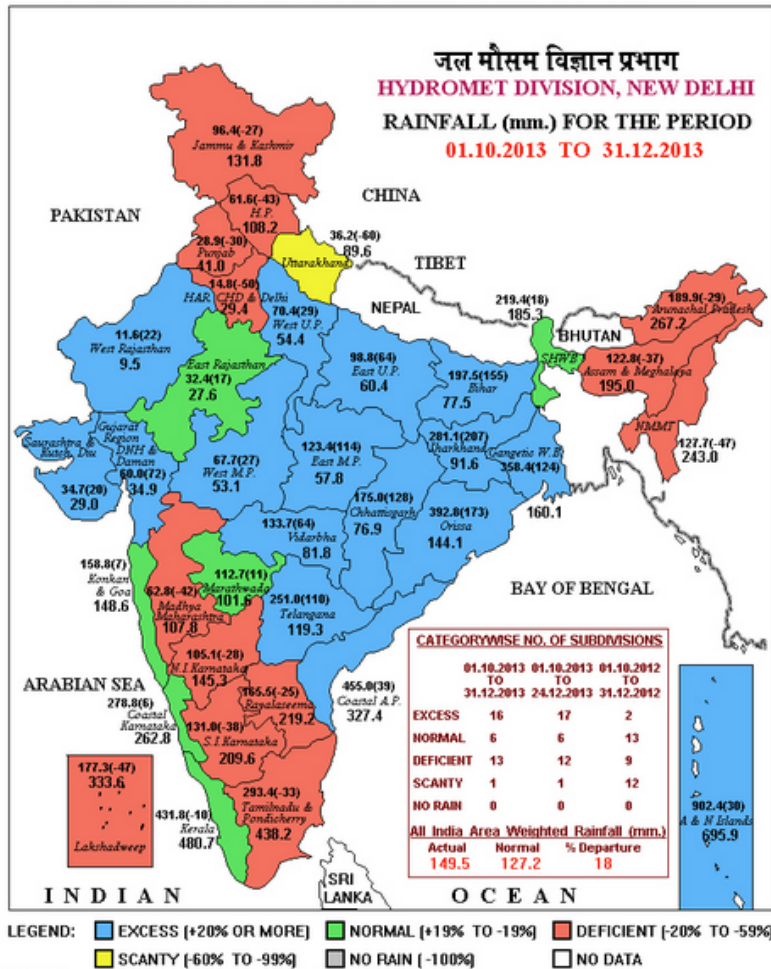 जल मौसम विज्ञान प्रभाग
HYDROMET DIVISION, NEW DELHI
RAINFALL (mm.) FOR THE PERIOD
01.10.2013 TO 31.12.2013
96.4(-27)
Jammu & Kashmir
131.8
CHINA
PAKISTAN
61.6(-43)
H.P.
108.2
28.9(-30)
Punjab
41.0
36.2(-60)
89.6
Uttarakhand
TIBET
14.8(-50)
HAR. CHD & Delhi
29.4
NEPAL
219.4(18)
185.3
SHWB
BHUTAN
189.9(-29)
Arunachal Pradesh
267.2
70.4(29)
West U.P.
54.4
11.6(22)
West Rajasthan
9.5
East Rajasthan
32.4(17)
27.6
98.8(64)
East U.P.
60.4
197.5(155)
Bihar
77.5
122.8(-37)
Assam & Meghalaya
195.0
NMMT
127.7(-47)
243.0
Saurashtra &
Kutch, Diu
34.7(20)
29.0
Gujarat
Region
DNH &
Daman
60.0(72)
34.9
67.7(27)
West M.P.
53.1
123.4(114)
East M.P.
57.8
281.1(207)
Jharkhand
91.6
Gangetic W.B.
358.4(124)
160.1
175.0(128)
Chhattisgarh
76.9
392.8(173)
Orissa
144.1
133.7(64)
Vidarbha
81.8
158.8(7)
Konkan
& Goa
148.6
62.8(-42)
Madhya
Maharashtra
107.8
112.7(11)
Marathwada
101.6
251.0(110)
Telangana
119.3
BAY OF BENGAL
ARABIAN SEA
105.1(-28)
N.I.Karnataka
145.3
165.5(-25)
Rayalaseema
219.2
455.0(39)
Coastal A.P.
327.4
278.8(6)
Coastal
Karnataka
262.8
131.0(-38)
S.I.Karnataka
209.6
177.3(-47)
333.6
Lakshadweep
293.4(-33)
Tamilnadu &
Pondicherry
438.2
431.8(-10)
Kerala
480.7
902.4(30)
A & N Islands
695.9
CATEGORYWISE NO. OF SUBDIVISIONS
01.10.2013 01.10.2013 01.10.2012
TO TO TO
31.12.2013 24.12.2013 31.12.2012
EXCESS 16 17 2
NORMAL 6 6 13
DEFICIENT 13 12 9
SCANTY 1 1 12
NO RAIN 0 0 0
All India Area Weighted Rainfall (mm.)
Actual Normal % Departure
149.5 127.2 18
SRI
LANKA
INDIAN OCEAN
LEGEND: EXCESS (+20% OR MORE) NORMAL (+19% TO -19%) DEFICIENT (-20% TO -59%)
SCANTY (-60% TO -99%) NO RAIN (-100%) NO DATA